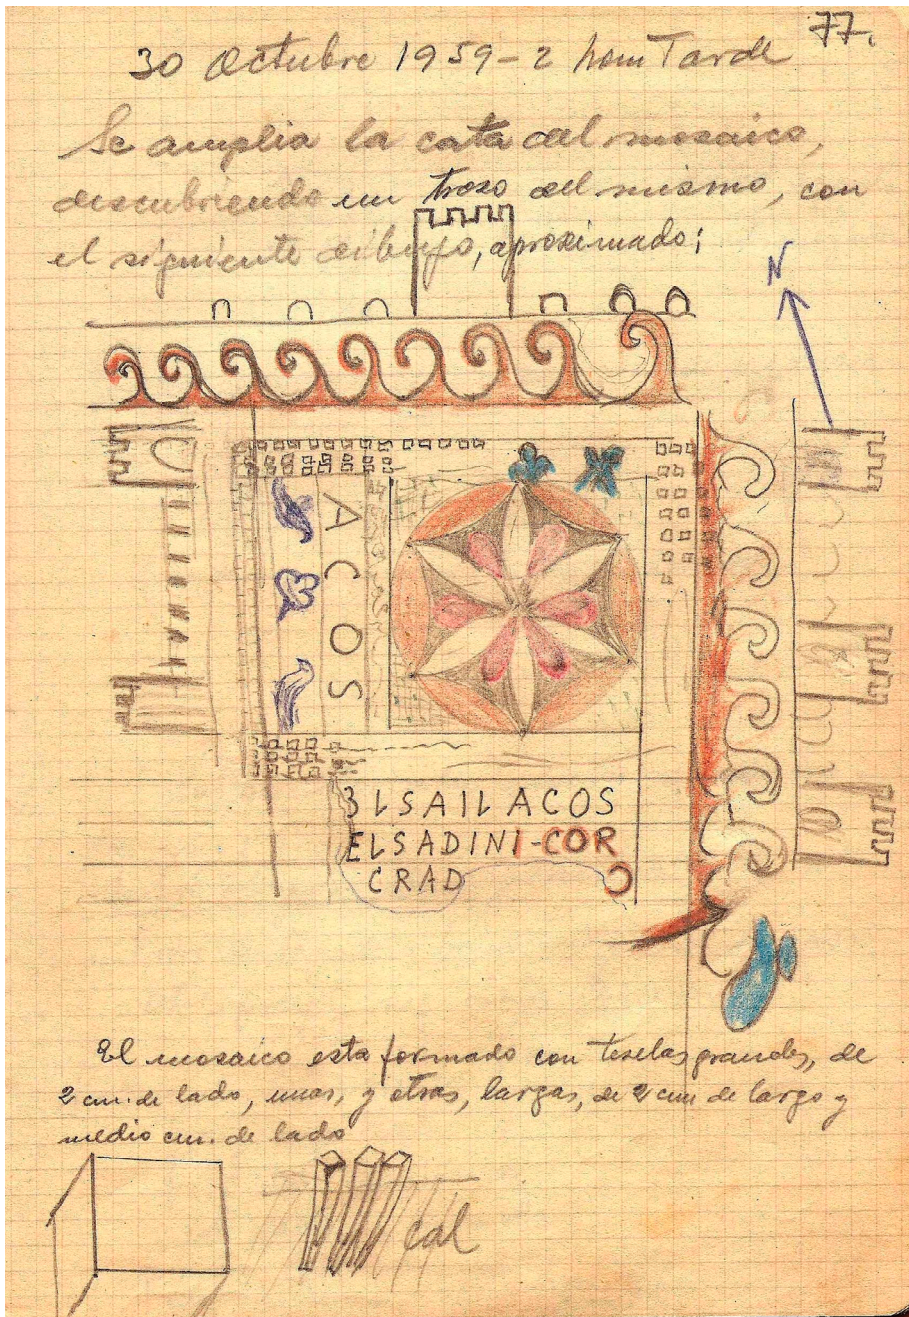 77.
30 Octubre 1959-2 hom Tarde
Se amplia la cata del mosaico,
descubriendo un troso del mismo, con
el siguiente dibujo, aproximado;
N
ACOS
3LSAILACOS
ELSADINI-COR
CRAD
El mosaico esta formado con teselas grandes, de
2 cm. de lado, unas, y otras, largas, de 2 cm de largo y
medio cm. de lado
cal